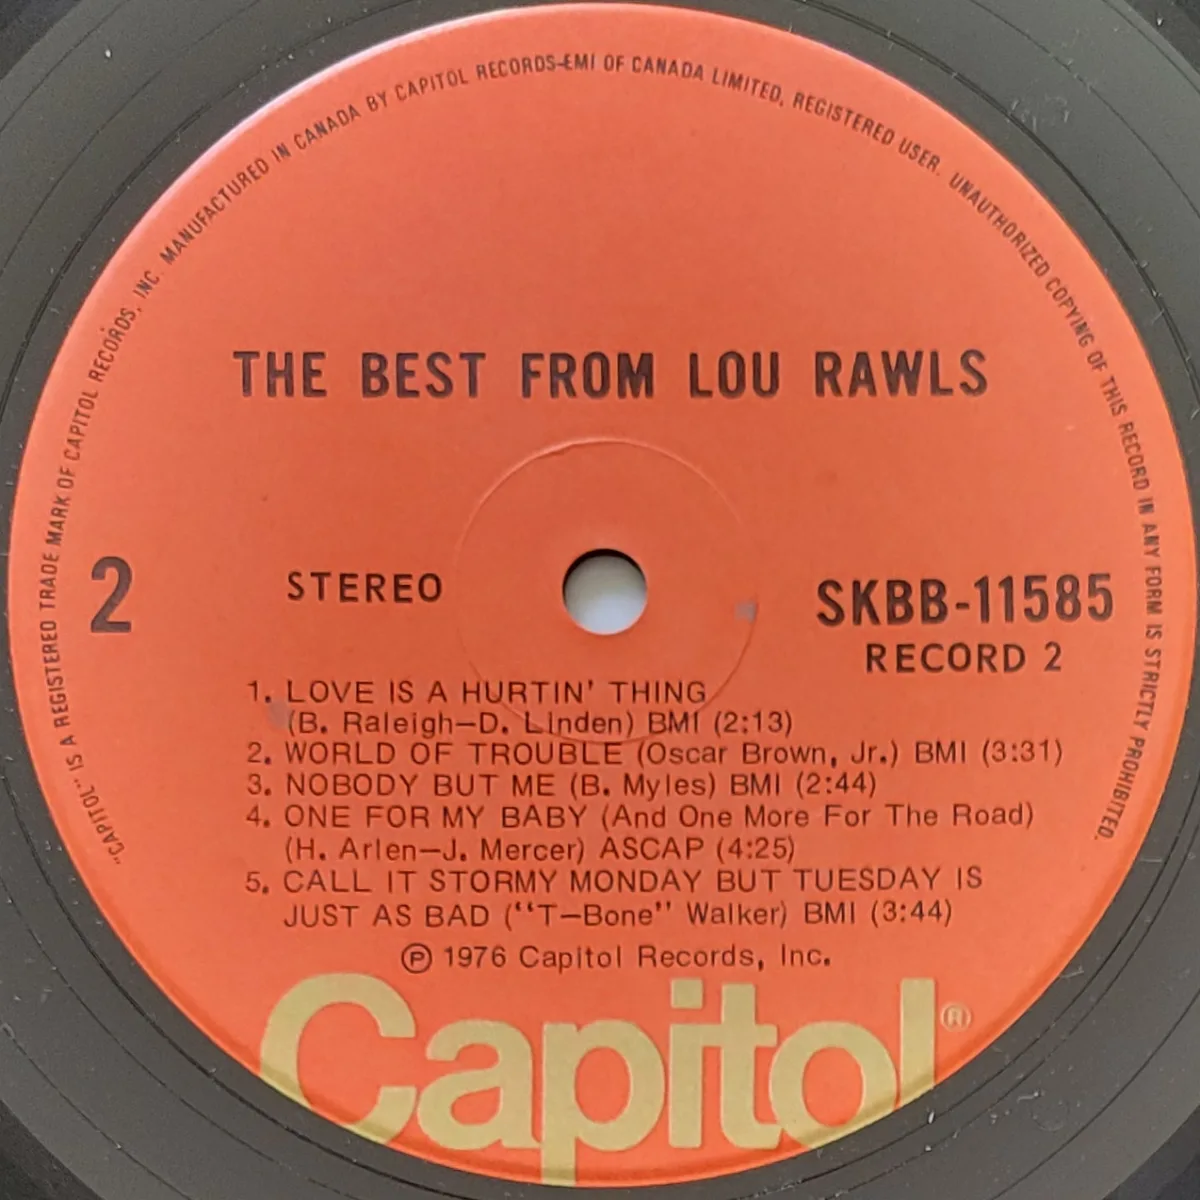 "CAPITOL" IS A REGISTERED TRADE MARK OF CAPITOL RECORDS, INC. MANUFACTURED IN CANADA BY CAPITOL RECORDS-EMI OF CANADA LIMITED, REGISTERED USER. UNAUTHORIZED COPYING OF THIS RECORD IN ANY FORM IS STRICTLY PROHIBITED.
THE BEST FROM LOU RAWLS
2
STEREO
SKBB-11585
RECORD 2
1. LOVE IS A HURTIN' THING
(B. Raleigh–D. Linden) BMI (2:13)
2. WORLD OF TROUBLE (Oscar Brown, Jr.) BMI (3:31)
3. NOBODY BUT ME (B. Myles) BMI (2:44)
4. ONE FOR MY BABY (And One More For The Road)
(H. Arlen–J. Mercer) ASCAP (4:25)
5. CALL IT STORMY MONDAY BUT TUESDAY IS
JUST AS BAD (“T–Bone” Walker) BMI (3:44)
℗ 1976 Capitol Records, Inc.
Capitol®